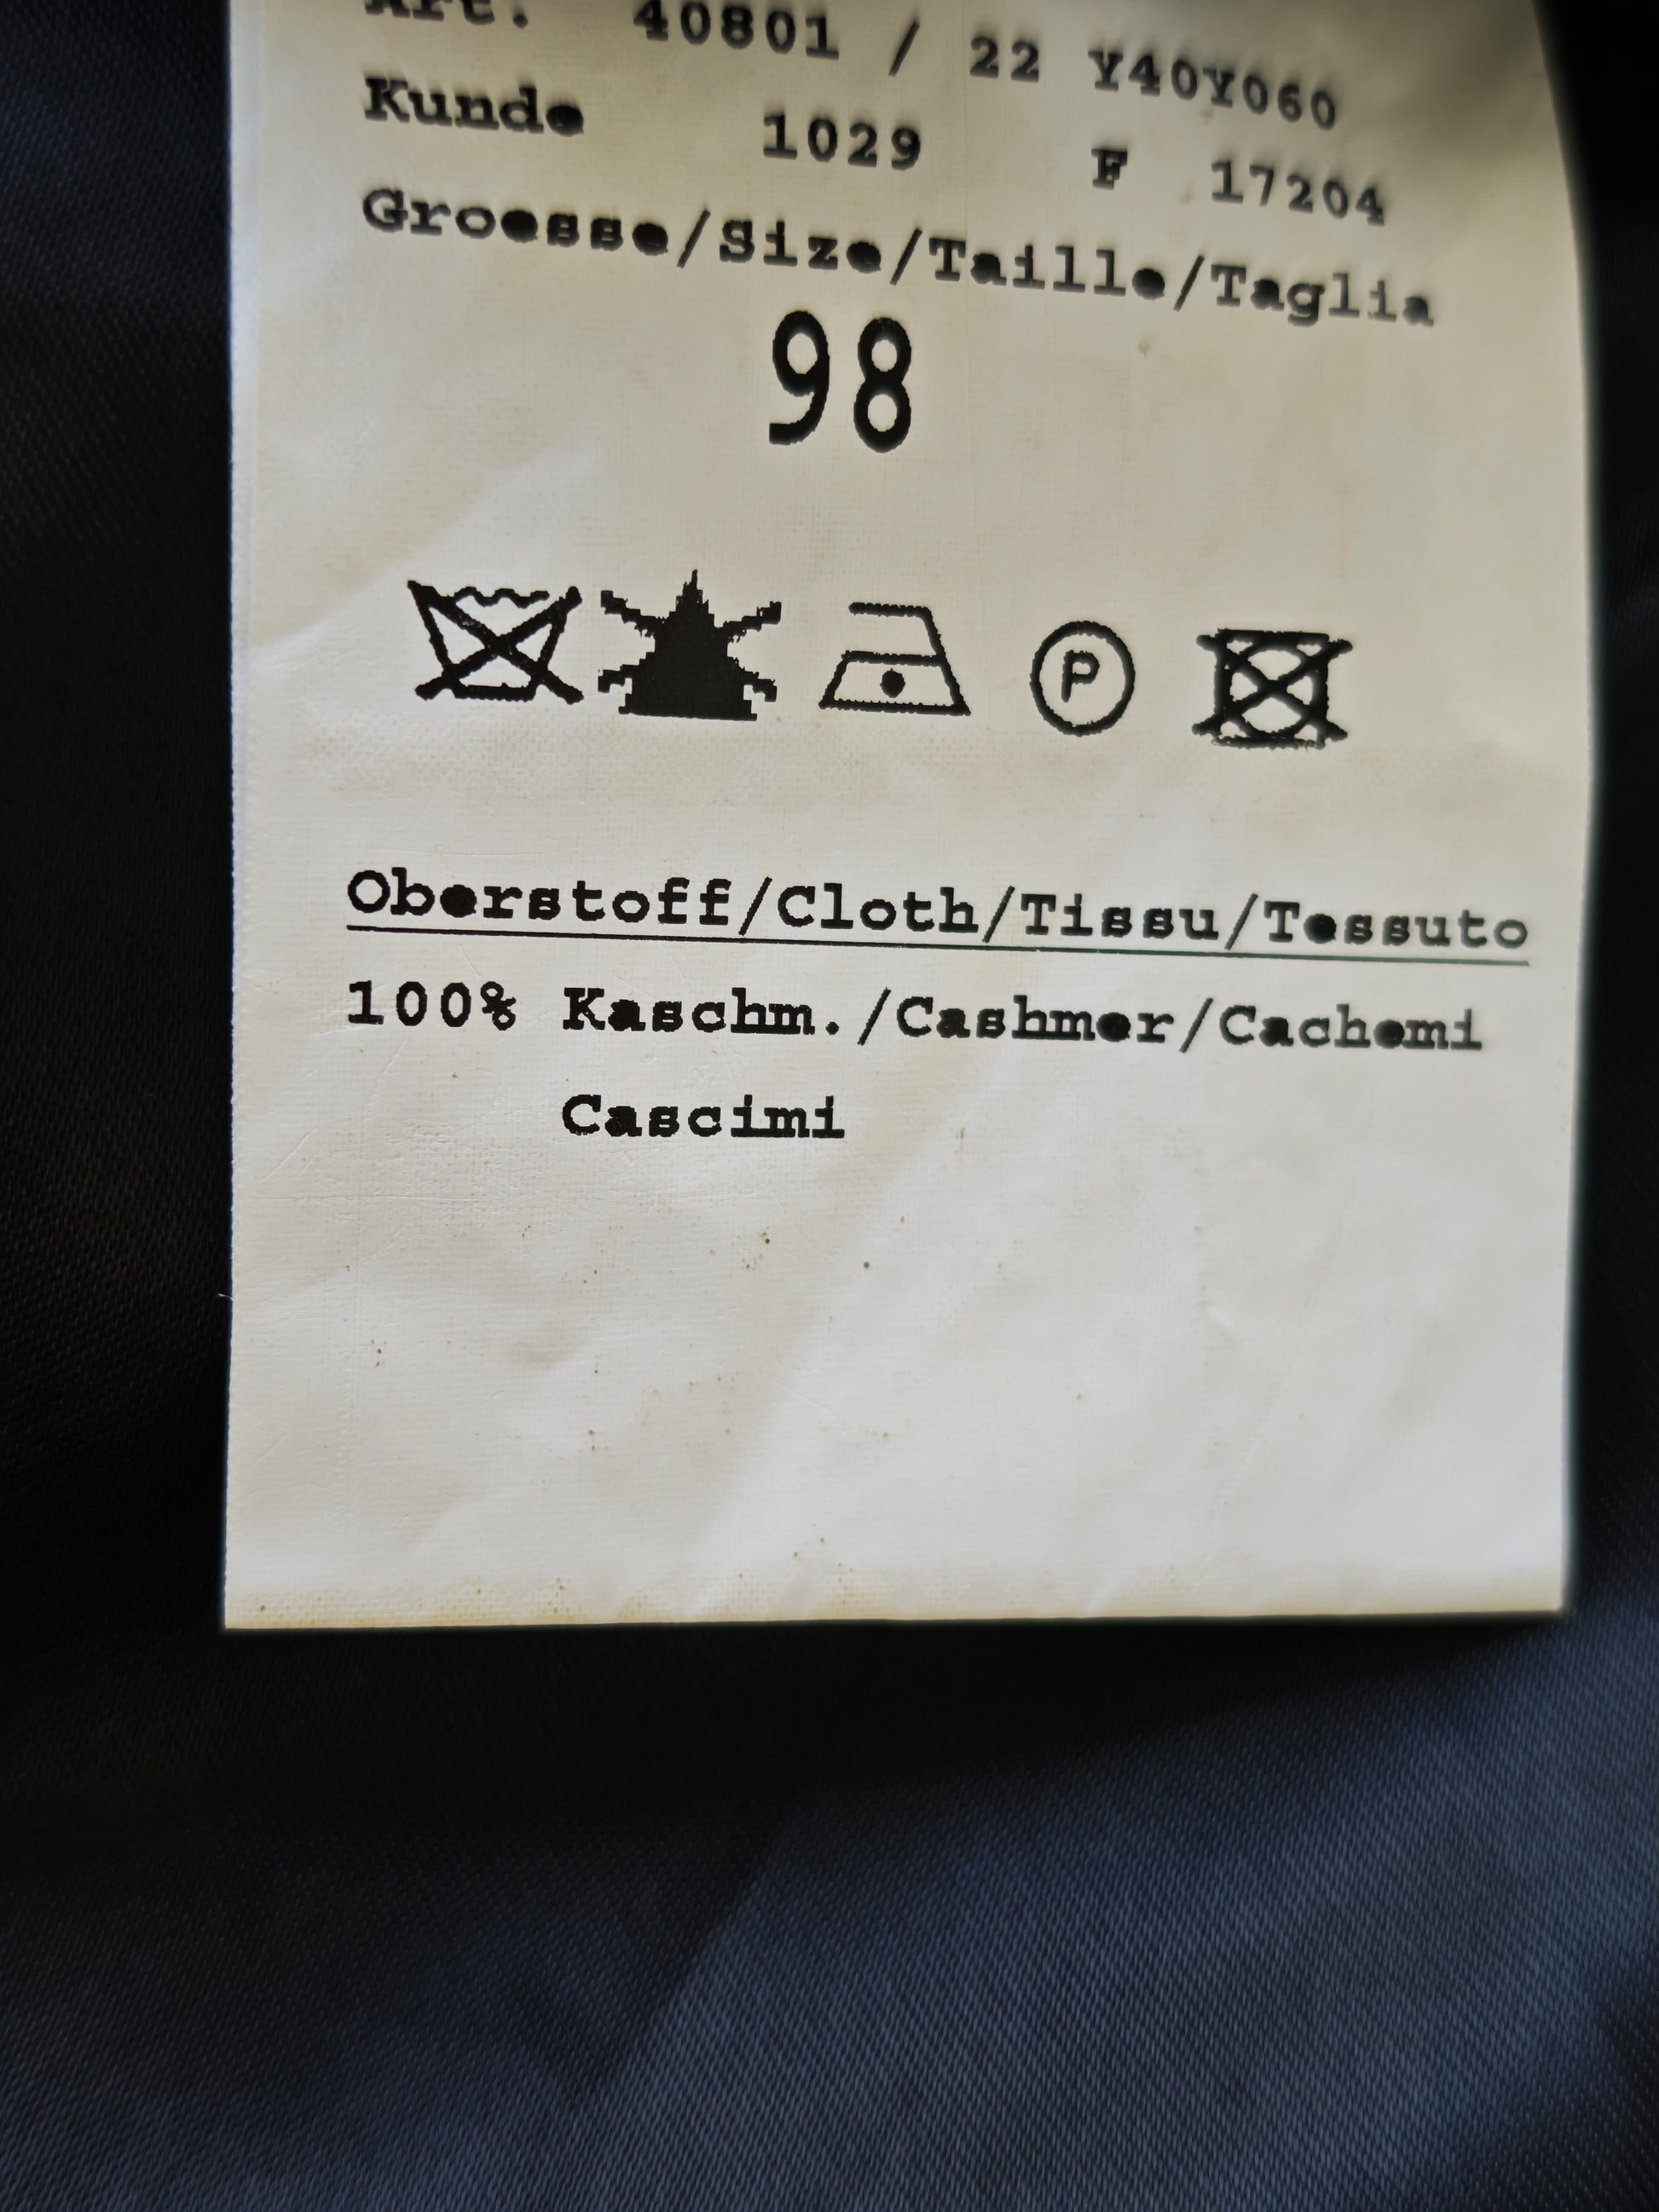 Art. 40801 / 22 Y40Y060
Kunde 1029 F 17204
Groesse/Size/Taille/Taglia
98
P
Oberstoff/Cloth/Tissu/Tessuto
100% Kaschm./Cashmer/Cachemi
Cascimi